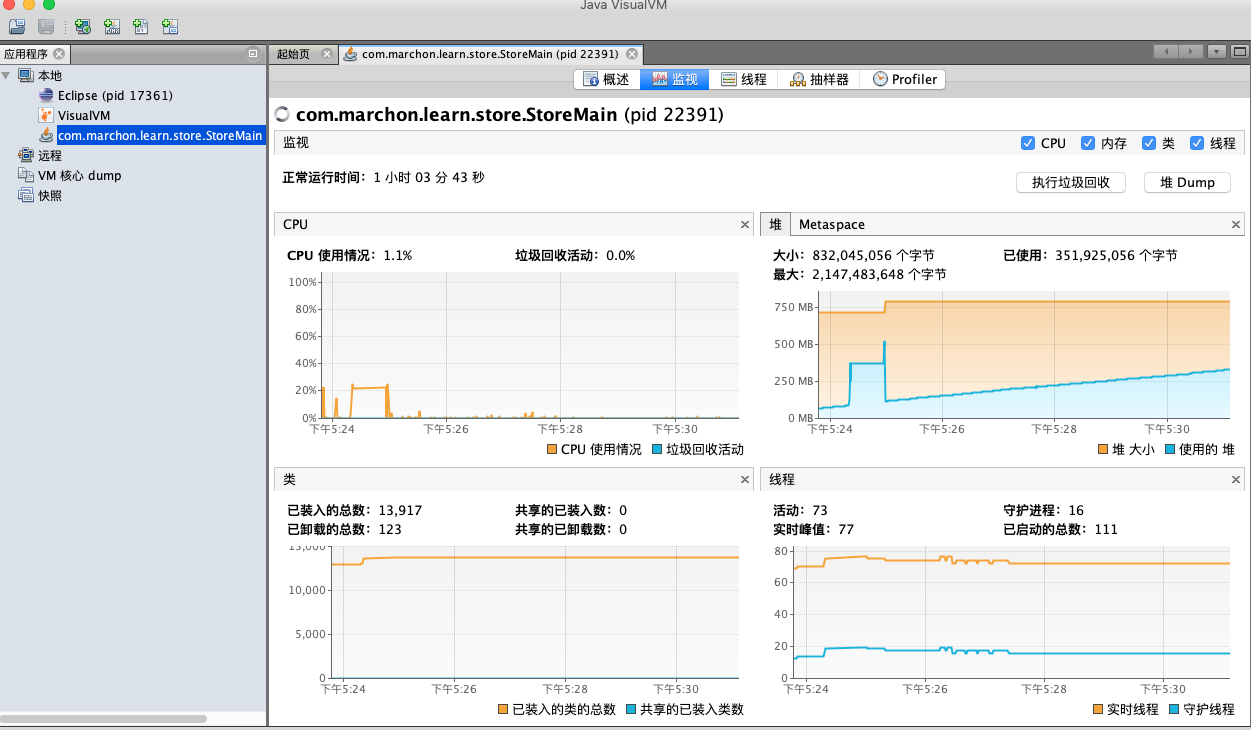 Java VisualVM
应用程序
本地
Eclipse (pid 17361)
VisualVM
com.marchon.learn.store.StoreMain
远程
VM 核心 dump
快照
起始页
com.marchon.learn.store.StoreMain (pid 22391)
概述 监视 线程 抽样器 Profiler
com.marchon.learn.store.StoreMain (pid 22391)
监视
CPU 内存 类 线程
正常运行时间: 1 小时 03 分 43 秒
执行垃圾回收 堆 Dump
CPU
CPU 使用情况: 1.1% 垃圾回收活动: 0.0%
100%
80%
60%
40%
20%
0%
下午5:24 下午5:26 下午5:28 下午5:30
CPU 使用情况 垃圾回收活动
堆 Metaspace
大小: 832,045,056 个字节 已使用: 351,925,056 个字节
最大: 2,147,483,648 个字节
750 MB
500 MB
250 MB
0 MB
下午5:24 下午5:26 下午5:28 下午5:30
堆 大小 使用的 堆
类
已装入的总数: 13,917 共享的已装入数: 0
已卸载的总数: 123 共享的已卸载数: 0
15,000
10,000
5,000
0
下午5:24 下午5:26 下午5:28 下午5:30
已装入的类的总数 共享的已装入类数
线程
活动: 73 守护进程: 16
实时峰值: 77 已启动的总数: 111
80
60
40
20
0
下午5:24 下午5:26 下午5:28 下午5:30
实时线程 守护线程